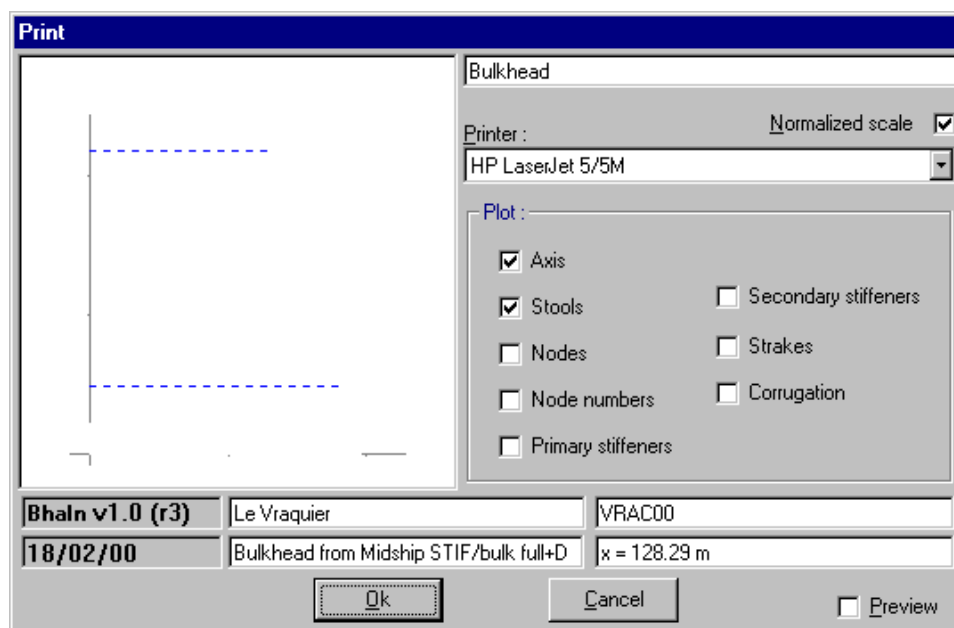 Print
Bulkhead
Normalized scale
Printer :
HP LaserJet 5/5M
Plot :
Axis
Stools
Nodes
Node numbers
Primary stiffeners
Secondary stiffeners
Strakes
Corrugation
BhaIn v1.0 (r3)
Le Vraquier
VRAC00
18/02/00
Bulkhead from Midship STIF/bulk full+D
x = 128.29 m
Ok
Cancel
Preview